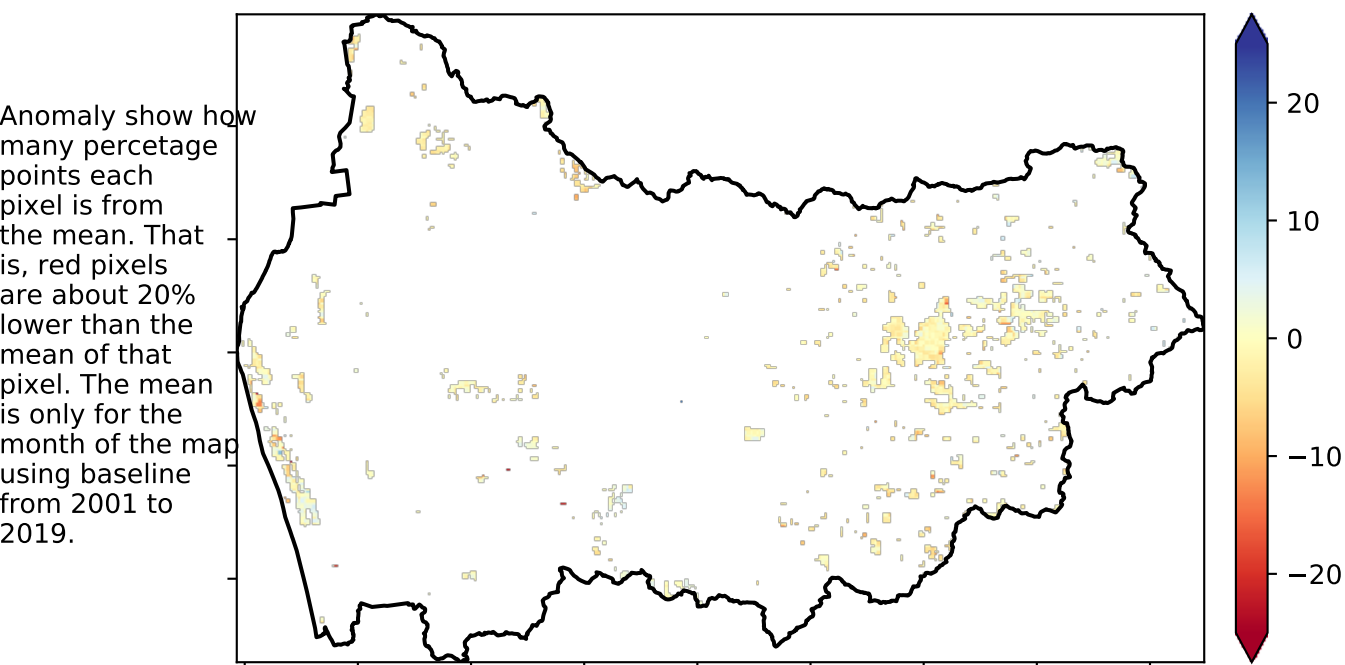 Anomaly show how
many percetage
points each
pixel is from
the mean. That
is, red pixels
are about 20%
lower than the
mean of that
pixel. The mean
is only for the
month of the map
using baseline
from 2001 to
2019.
20
10
0
−10
−20